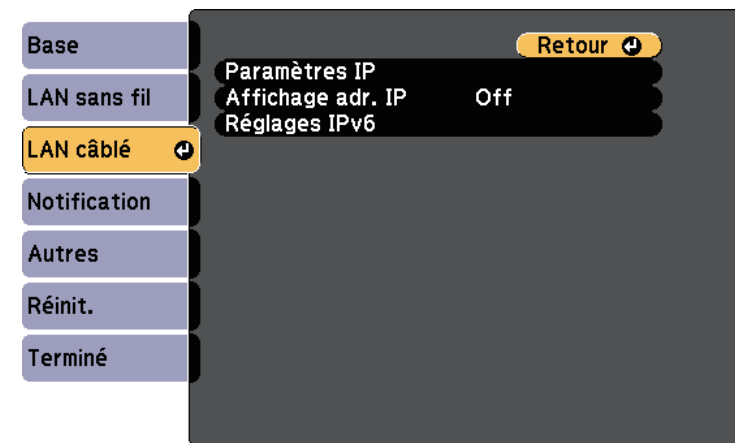 Base
LAN sans fil
LAN câblé
Notification
Autres
Réinit.
Terminé
Retour
Paramètres IP
Affichage adr. IP Off
Réglages IPv6